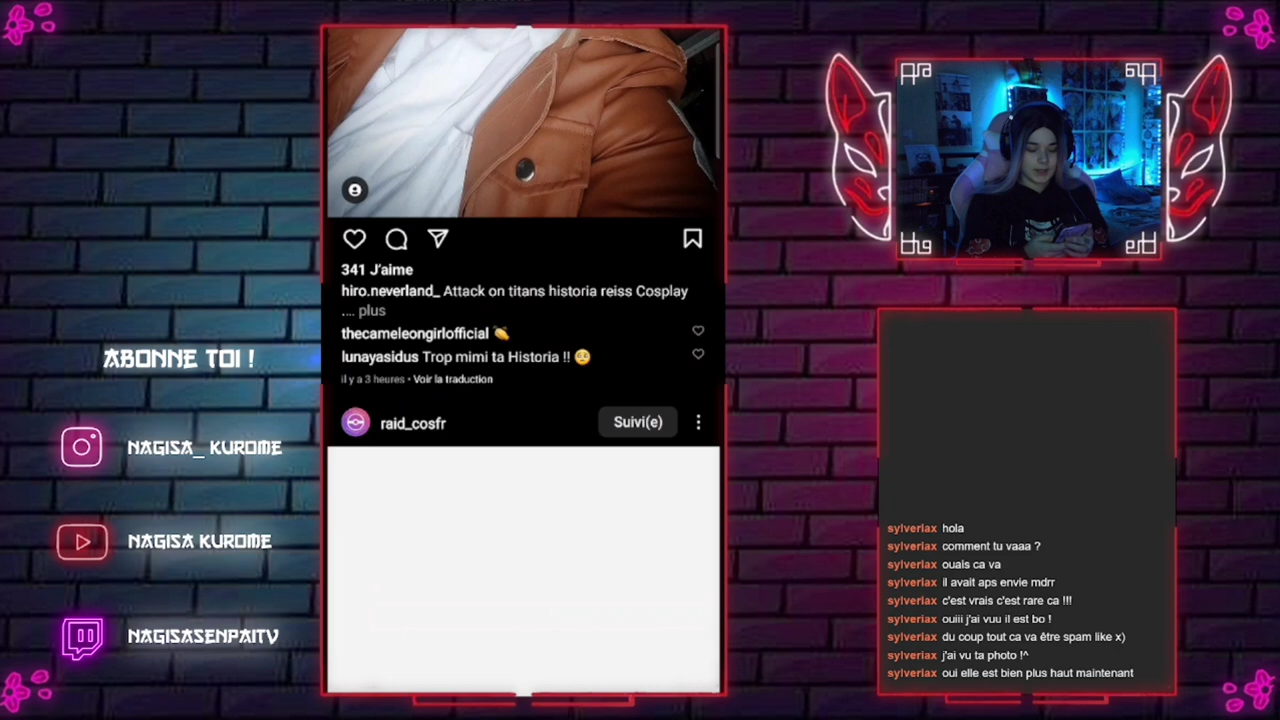 341 J'aime
hiro.neverland_ Attack on titans historia reiss Cosplay
.... plus
thecameleongirlofficial 👏
lunayasidus Trop mimi ta Historia !! 🥺
il y a 3 heures • Voir la traduction
raid_cosfr
Suivi(e)
ABONNE TOI !
NAGISA_ KUROME
NAGISA KUROME
NAGISASENPAITV
sylveriax hola
sylveriax comment tu vaaa ?
sylveriax ouais ca va
sylveriax il avait aps envie mdrr
sylveriax c'est vrais c'est rare ca !!!
sylveriax ouiii j'ai vuu il est bo !
sylveriax du coup tout ca va être spam like x)
sylveriax j'ai vu ta photo !^
sylveriax oui elle est bien plus haut maintenant